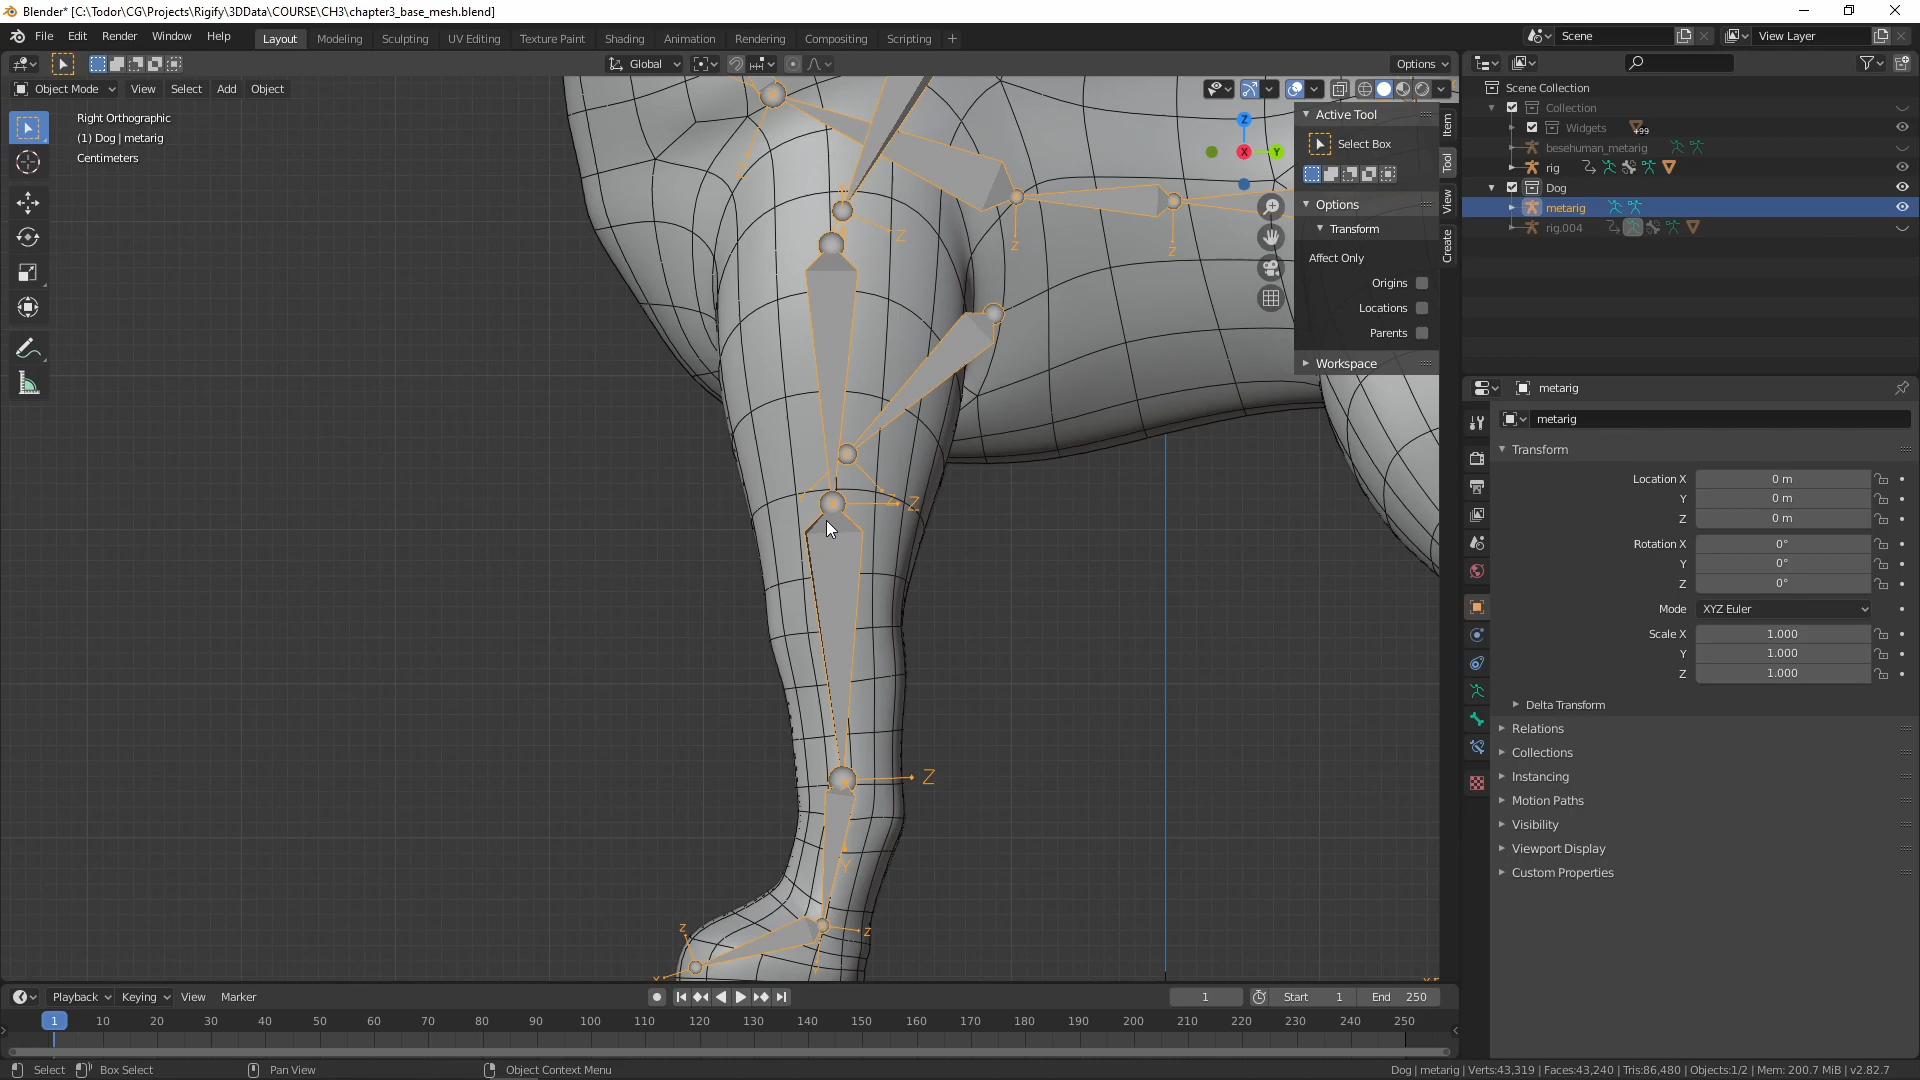 Blender* [C:\Todor\CG\Projects\Rigify\3DData\COURSE\CH3\chapter3_base_mesh.blend]
File Edit Render Window Help Layout Modeling Sculpting UV Editing Texture Paint Shading Animation Rendering Compositing Scripting Scene View Layer
Global Options
Object Mode View Select Add Object
Right Orthographic
(1) Dog | metarig
Centimeters
Active Tool
Select Box
Options
Transform
Affect Only
Origins
Locations
Parents
Workspace
Item
Tool
View
Create
Z
X
Y
Z
Z
Z
Z
Z
Z
Y
Z
Z
Scene Collection
Collection
Widgets
+99
besehuman_metarig
rig
Dog
metarig
rig.004
metarig
metarig
Transform
Location X 0 m
Y 0 m
Z 0 m
Rotation X 0°
Y 0°
Z 0°
Mode XYZ Euler
Scale X 1.000
Y 1.000
Z 1.000
Delta Transform
Relations
Collections
Instancing
Motion Paths
Visibility
Viewport Display
Custom Properties
Playback Keying View Marker 1 Start 1 End 250
1 10 20 30 40 50 60 70 80 90 100 110 120 130 140 150 160 170 180 190 200 210 220 230 240 250
Select Box Select Pan View Object Context Menu Dog | metarig | Verts:43,319 | Faces:43,240 | Tris:86,480 | Objects:1/2 | Mem: 200.7 MiB | v2.82.7